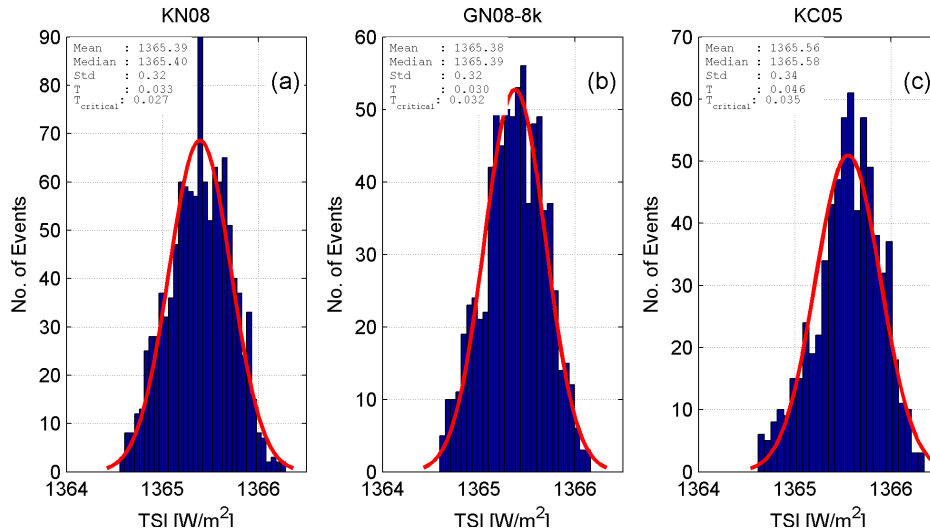 KN08
GN08-8k
KC05
Mean : 1365.39
Median : 1365.40
Std : 0.32
T : 0.033
T_critical : 0.027
(a)
Mean : 1365.38
Median : 1365.39
Std : 0.32
T : 0.030
T_critical : 0.032
(b)
Mean : 1365.56
Median : 1365.58
Std : 0.34
T : 0.046
T_critical : 0.035
(c)
No. of Events
90
80
70
60
50
40
30
20
10
0
1364
1365
1366
TSI [W/m²]
No. of Events
60
50
40
30
20
10
0
1364
1365
1366
TSI [W/m²]
No. of Events
70
60
50
40
30
20
10
0
1364
1365
1366
TSI [W/m²]